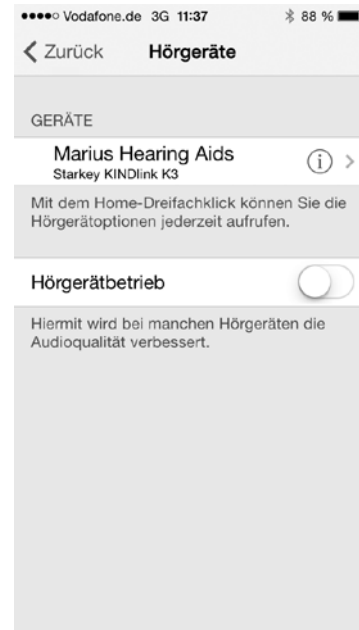 Vodafone.de 3G 11:37 88 %
Zurück Hörgeräte
GERÄTE
Marius Hearing Aids
Starkey KINDlink K3
Mit dem Home-Dreifachklick können Sie die
Hörgerätoptionen jederzeit aufrufen.
Hörgerätbetrieb
Hiermit wird bei manchen Hörgeräten die
Audioqualität verbessert.